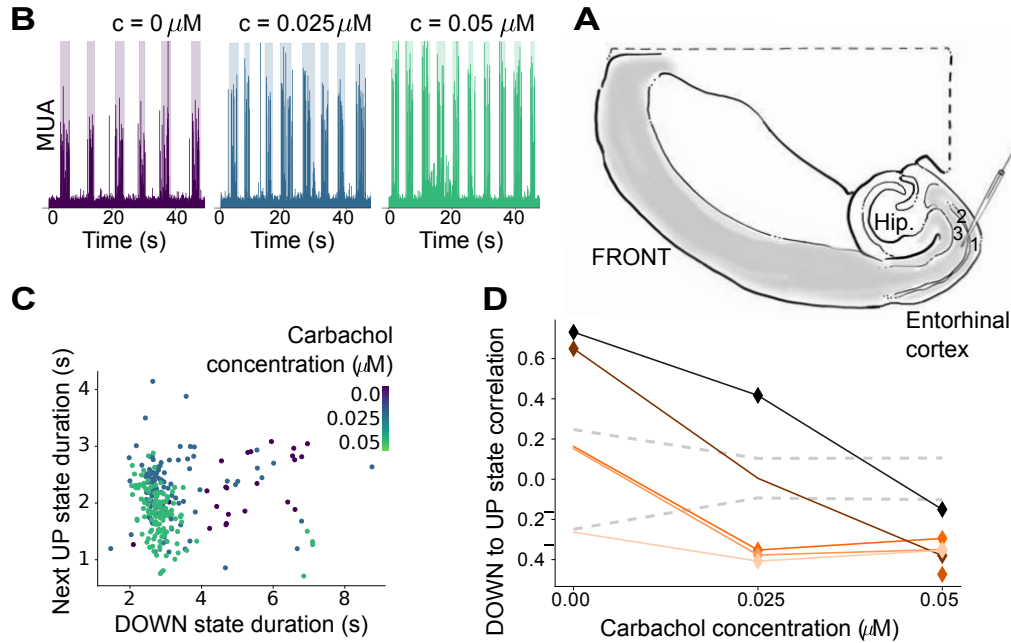 B
c = 0 μM
c = 0.025 μM
c = 0.05 μM
MUA
0 20 40
0 20 40
0 20 40
Time (s)
Time (s)
Time (s)
A
Hip.
2
3
1
FRONT
Entorhinal
cortex
C
Carbachol
concentration (μM)
0.0
0.025
0.05
Next UP state duration (s)
4
3
2
1
2 4 6 8
DOWN state duration (s)
D
DOWN to UP state correlation
0.6
0.4
0.2
0.0
0.2
0.4
0.00 0.025 0.05
Carbachol concentration (μM)